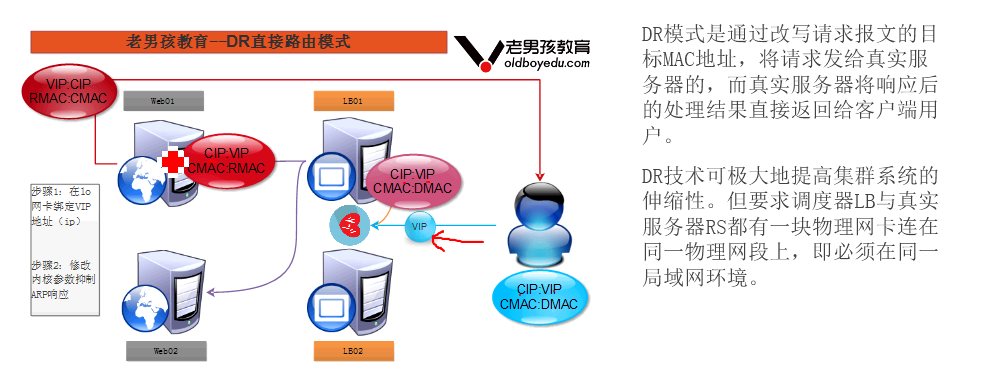 老男孩教育--DR直接路由模式
老男孩教育
oldboyedu.com
VIP:CIP
RMAC:CMAC
Web01
LB01
CIP:VIP
CMAC:RMAC
CIP:VIP
CMAC:DMAC
VIP
步骤1：在lo
网卡绑定VIP
地址（ip）
步骤2：修改
内核参数抑制
ARP响应
CIP:VIP
CMAC:DMAC
Web02
LB02
DR模式是通过改写请求报文的目
标MAC地址，将请求发给真实服
务器的，而真实服务器将响应后
的处理结果直接返回给客户端用
户。
DR技术可极大地提高集群系统的
伸缩性。但要求调度器LB与真实
服务器RS都有一块物理网卡连在
同一物理网段上，即必须在同一
局域网环境。